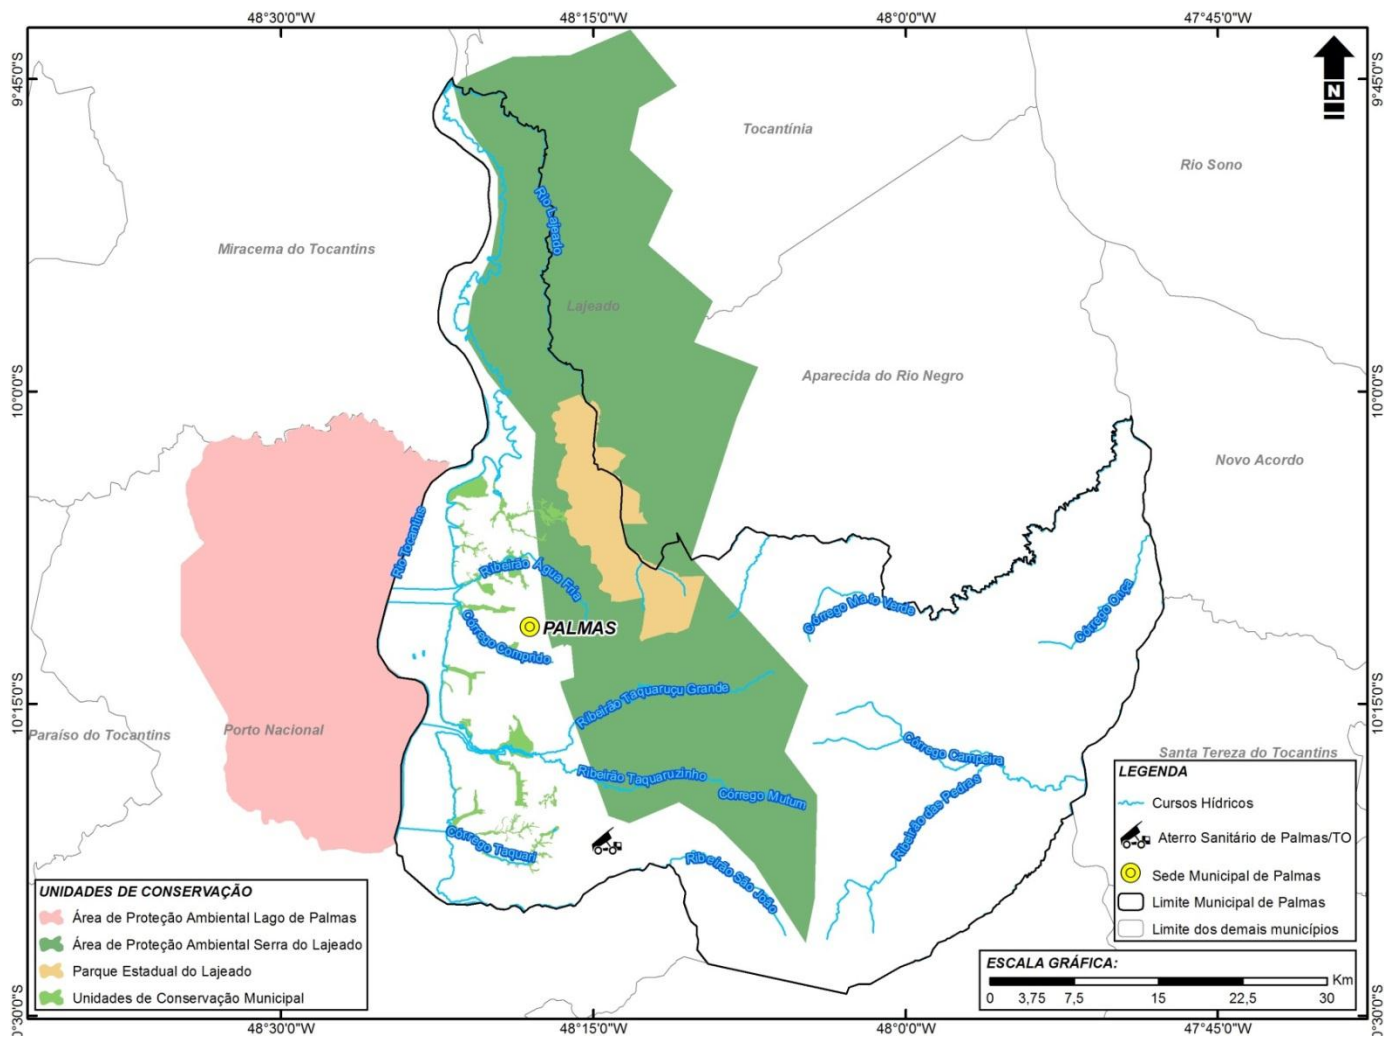 48°30'0"W
48°15'0"W
48°0'0"W
47°45'0"W
9°45'0"S
9°45'0"S
N
Tocantínia
Rio Sono
Rio Lajeado
Miracema do Tocantins
Lajeado
Aparecida do Rio Negro
10°0'0"S
10°0'0"S
Novo Acordo
Rio Tocantins
Ribeirão Água Fria
Córrego Mato Verde
Córrego Onça
PALMAS
Córrego Comprido
Ribeirão Taquaruçu Grande
10°15'0"S
10°15'0"S
Paraíso do Tocantins
Porto Nacional
Córrego Campeira
Santa Tereza do Tocantins
Ribeirão Taquaruzinho
Córrego Mutum
Ribeirão das Pedras
Córrego Taquari
Ribeirão São João
LEGENDA
Cursos Hídricos
Aterro Sanitário de Palmas/TO
Sede Municipal de Palmas
Limite Municipal de Palmas
Limite dos demais municípios
UNIDADES DE CONSERVAÇÃO
Área de Proteção Ambiental Lago de Palmas
Área de Proteção Ambiental Serra do Lajeado
Parque Estadual do Lajeado
Unidades de Conservação Municipal
ESCALA GRÁFICA:
Km
0 3,75 7,5 15 22,5 30
0°30'0"S
0°30'0"S
48°30'0"W
48°15'0"W
48°0'0"W
47°45'0"W